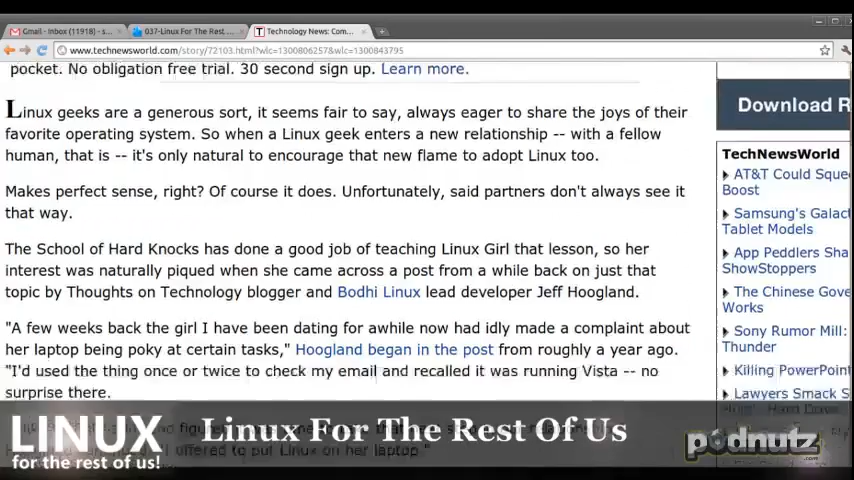 Gmail - Inbox (11918) - s...
037-Linux For The Rest ...
Technology News: Com...
www.technewsworld.com/story/72103.html?wlc=1300806257&wlc=1300843795
pocket. No obligation free trial. 30 second sign up. Learn more.
Linux geeks are a generous sort, it seems fair to say, always eager to share the joys of their
favorite operating system. So when a Linux geek enters a new relationship -- with a fellow
human, that is -- it's only natural to encourage that new flame to adopt Linux too.
Makes perfect sense, right? Of course it does. Unfortunately, said partners don't always see it
that way.
The School of Hard Knocks has done a good job of teaching Linux Girl that lesson, so her
interest was naturally piqued when she came across a post from a while back on just that
topic by Thoughts on Technology blogger and Bodhi Linux lead developer Jeff Hoogland.
"A few weeks back the girl I have been dating for awhile now had idly made a complaint about
her laptop being poky at certain tasks," Hoogland began in the post from roughly a year ago.
"I'd used the thing once or twice to check my email and recalled it was running Vista -- no
surprise there.
I offered to put Linux on her laptop."
Download R
TechNewsWorld
AT&T Could Sque
Boost
Samsung's Galac
Tablet Models
App Peddlers Sha
ShowStoppers
The Chinese Gove
Works
Sony Rumor Mill:
Thunder
Killing PowerPoint
Lawyers Smack S
LINUX
for the rest of us!
Linux For The Rest Of Us
podnutz